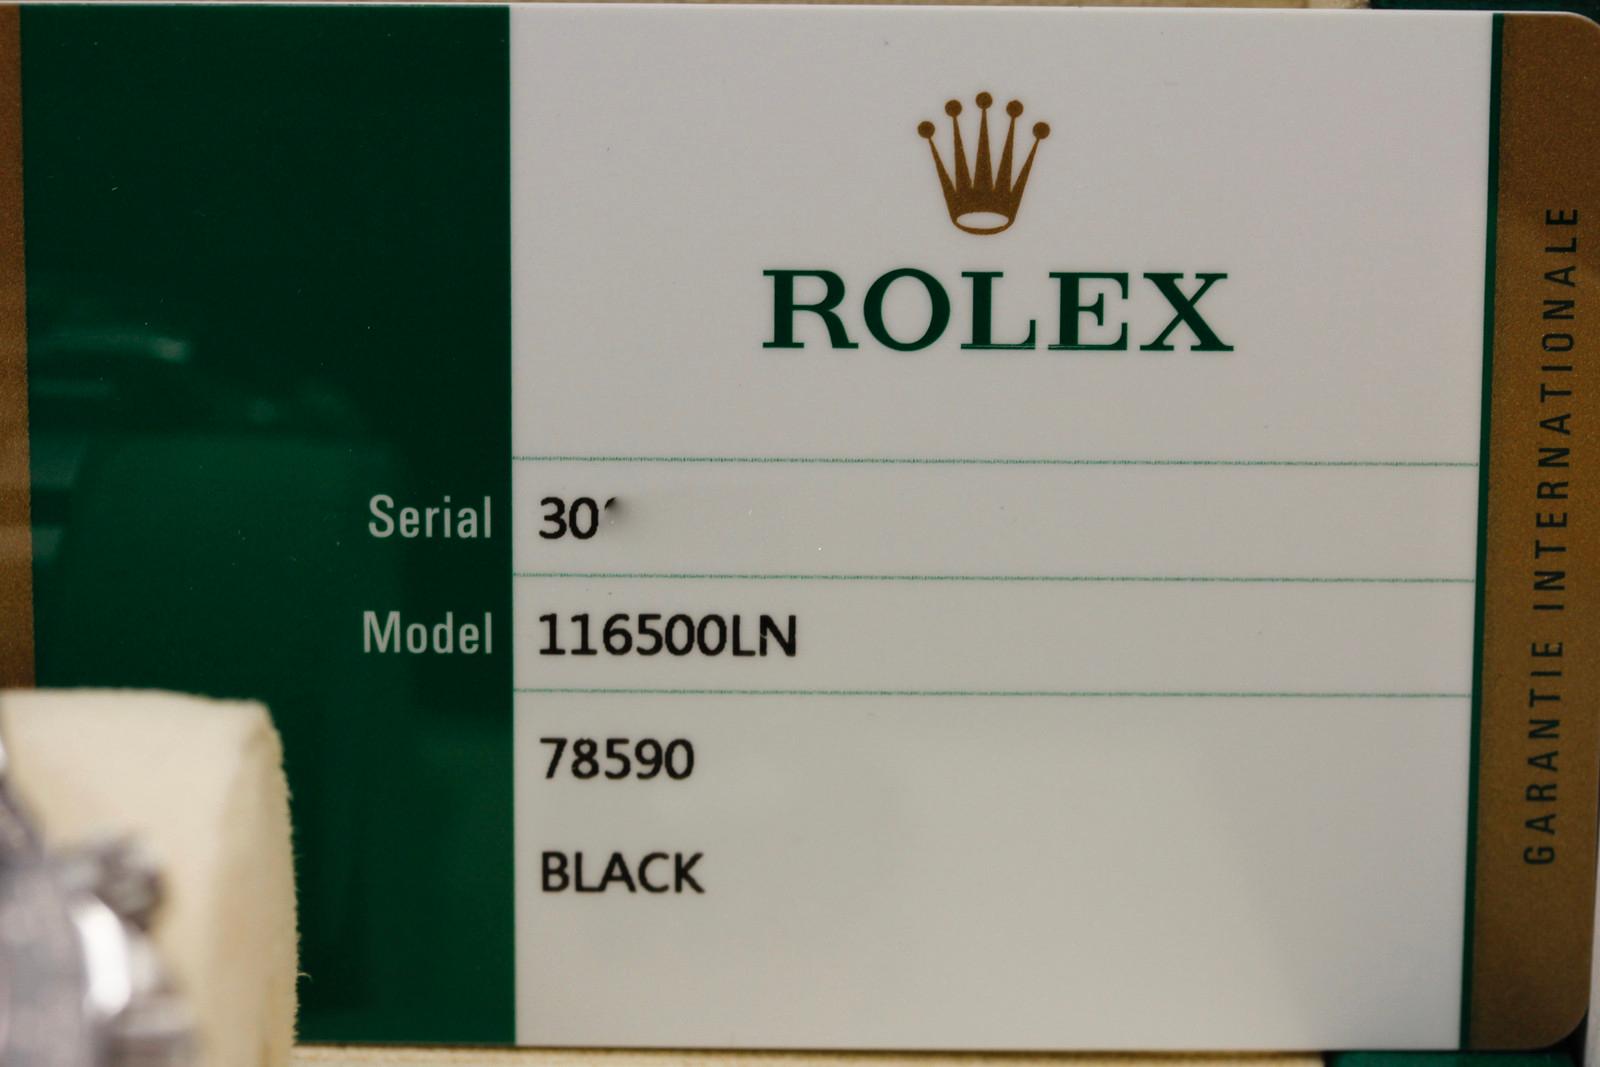 ROLEX
Serial 30
Model 116500LN
78590
BLACK
GARANTIE INTERNATIONALE